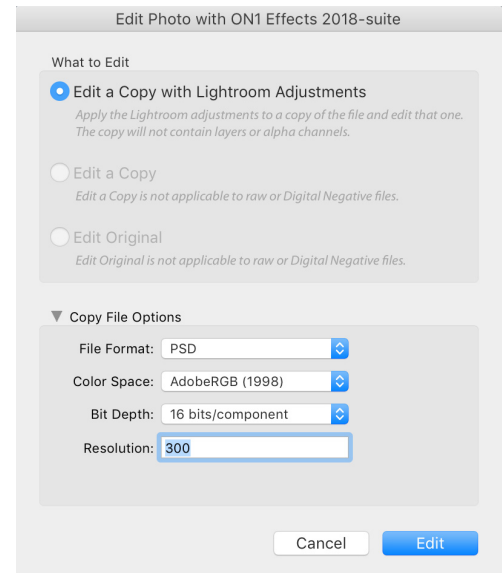 Edit Photo with ON1 Effects 2018-suite
What to Edit
Edit a Copy with Lightroom Adjustments
Apply the Lightroom adjustments to a copy of the file and edit that one.
The copy will not contain layers or alpha channels.
Edit a Copy
Edit a Copy is not applicable to raw or Digital Negative files.
Edit Original
Edit Original is not applicable to raw or Digital Negative files.
Copy File Options
File Format: PSD
Color Space: AdobeRGB (1998)
Bit Depth: 16 bits/component
Resolution: 300
Cancel Edit